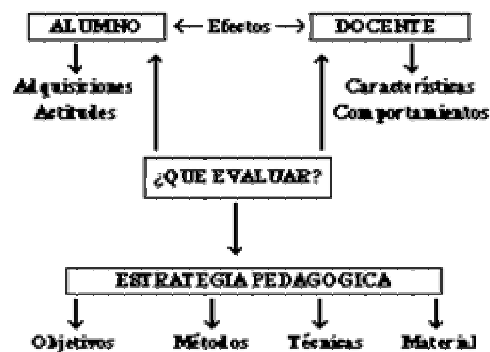 ALUMNO Efectos DOCENTE
Adquisiciones Características
Actitudes Comportamientos
¿QUE EVALUAR?
ESTRATEGIA PEDAGOGICA
Objetivos Métodos Técnicas Material